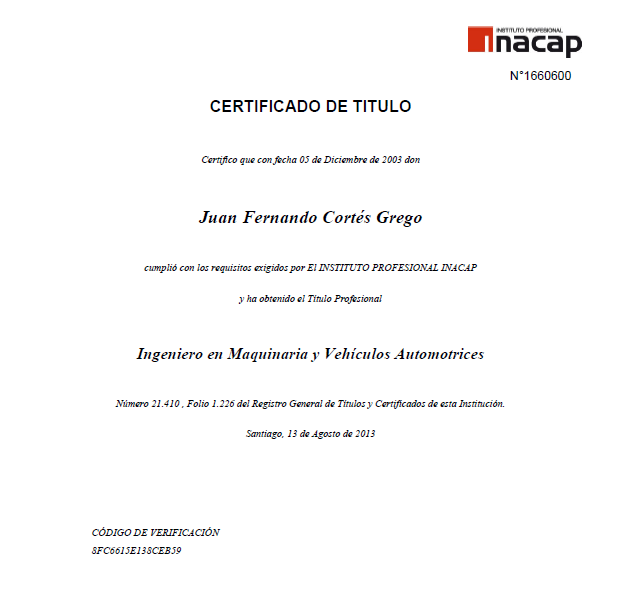 INSTITUTO PROFESIONAL
inacap
N°1660600
CERTIFICADO DE TITULO
Certifico que con fecha 05 de Diciembre de 2003 don
Juan Fernando Cortés Grego
cumplió con los requisitos exigidos por El INSTITUTO PROFESIONAL INACAP
y ha obtenido el Título Profesional
Ingeniero en Maquinaria y Vehículos Automotrices
Número 21.410 , Folio 1.226 del Registro General de Títulos y Certificados de esta Institución.
Santiago, 13 de Agosto de 2013
CÓDIGO DE VERIFICACIÓN
8FC6615E138CEB59